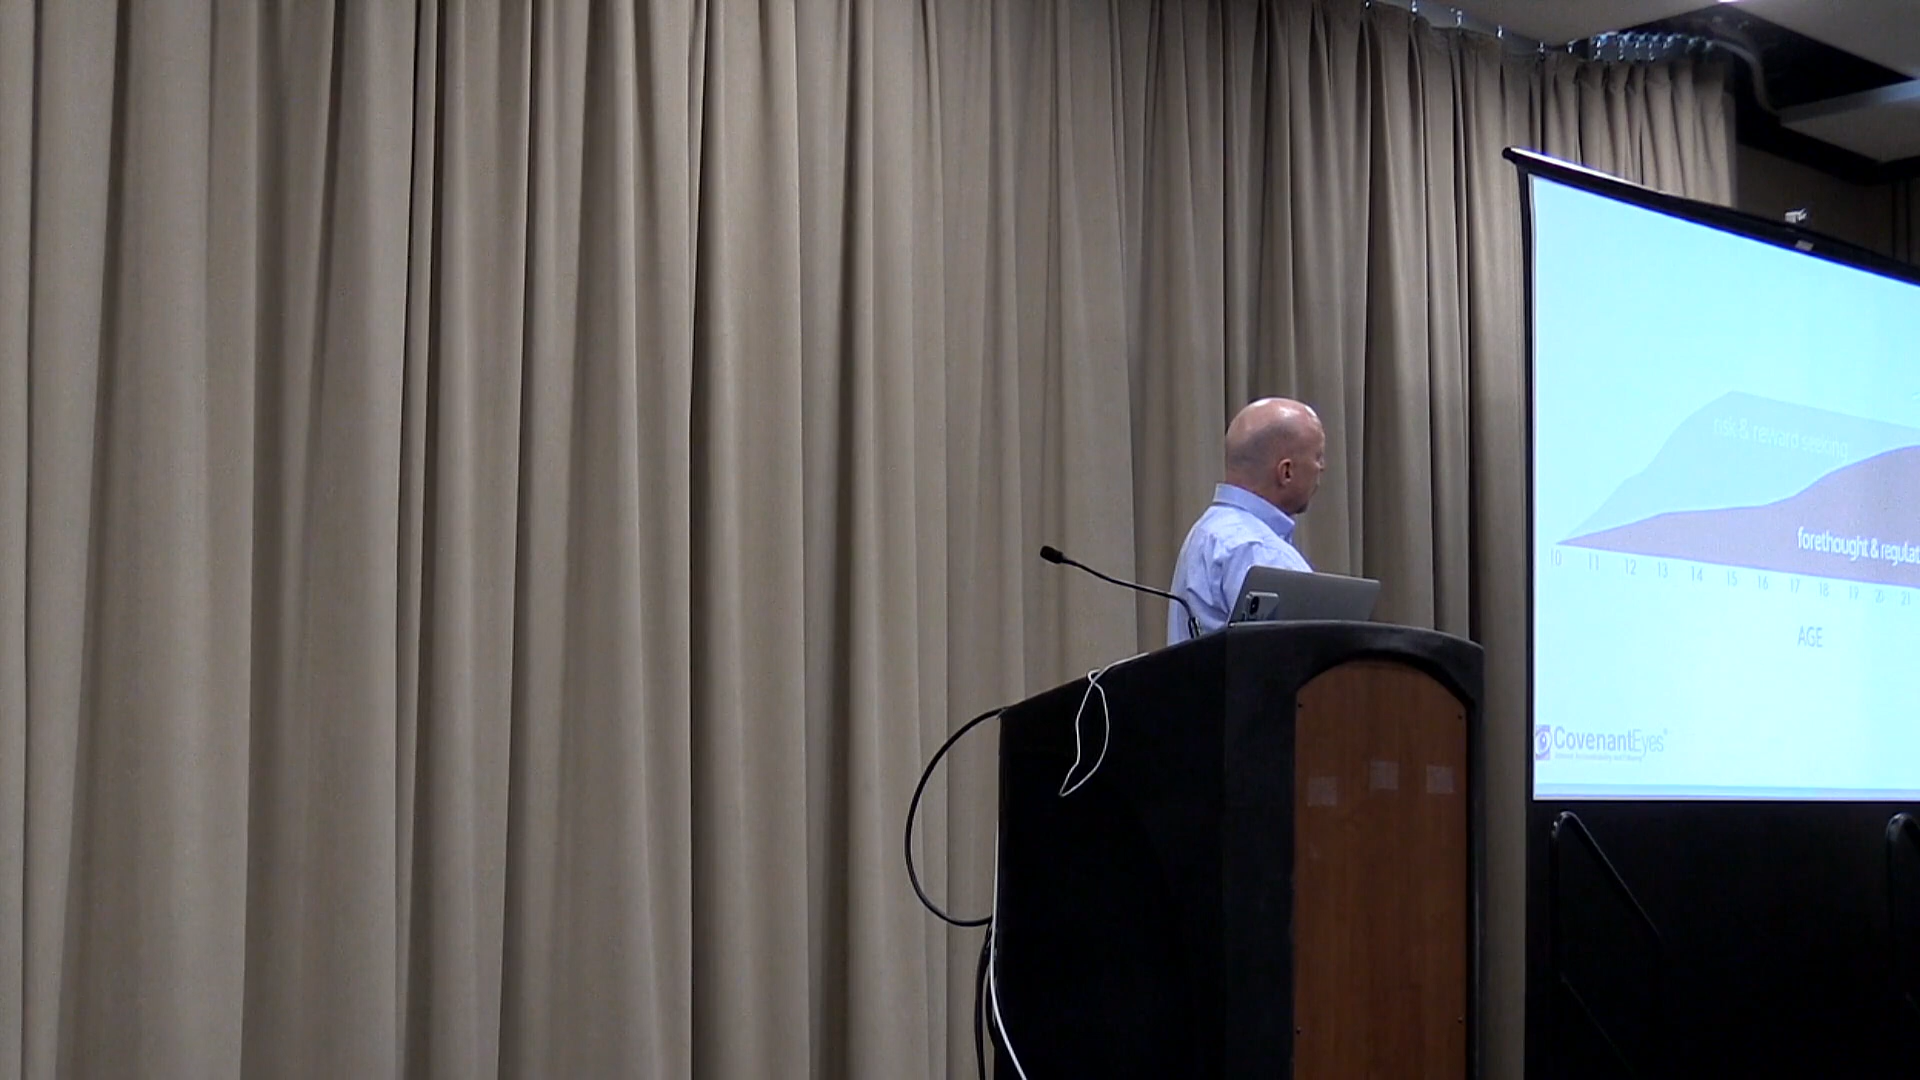 risk & reward seeking
forethought & regulat
10 11 12 13 14 15 16 17 18 19 20 21
AGE
CovenantEyes